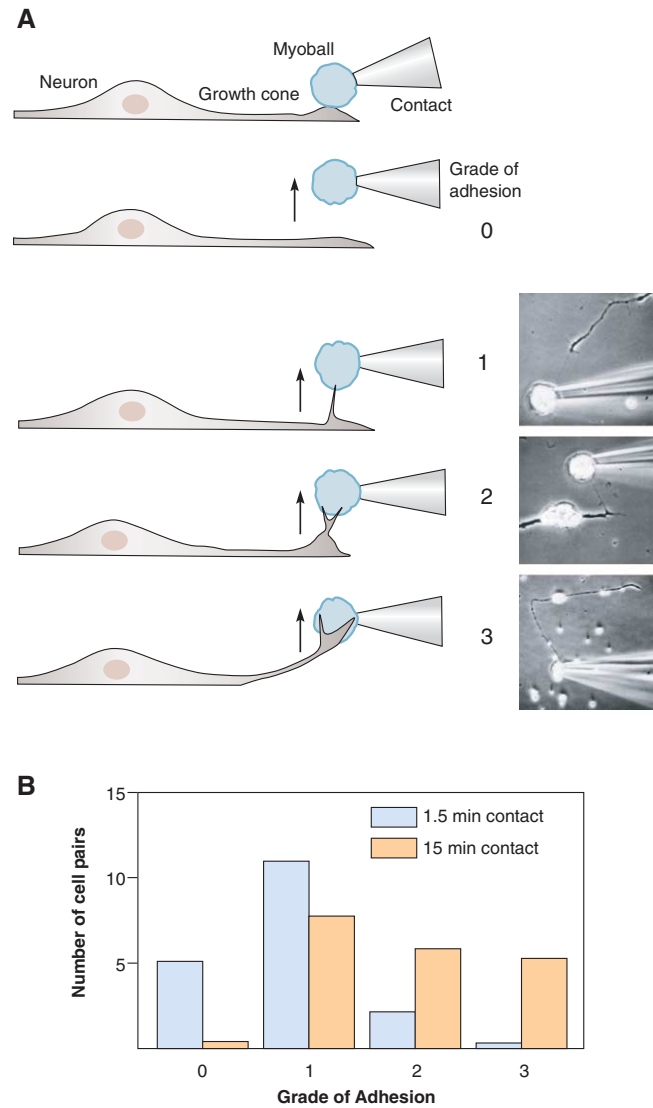 A
Myoball
Neuron
Growth cone
Contact
Grade of
adhesion
0
1
2
3
B
15
10
5
Number of cell pairs
1.5 min contact
15 min contact
0 1 2 3
Grade of Adhesion